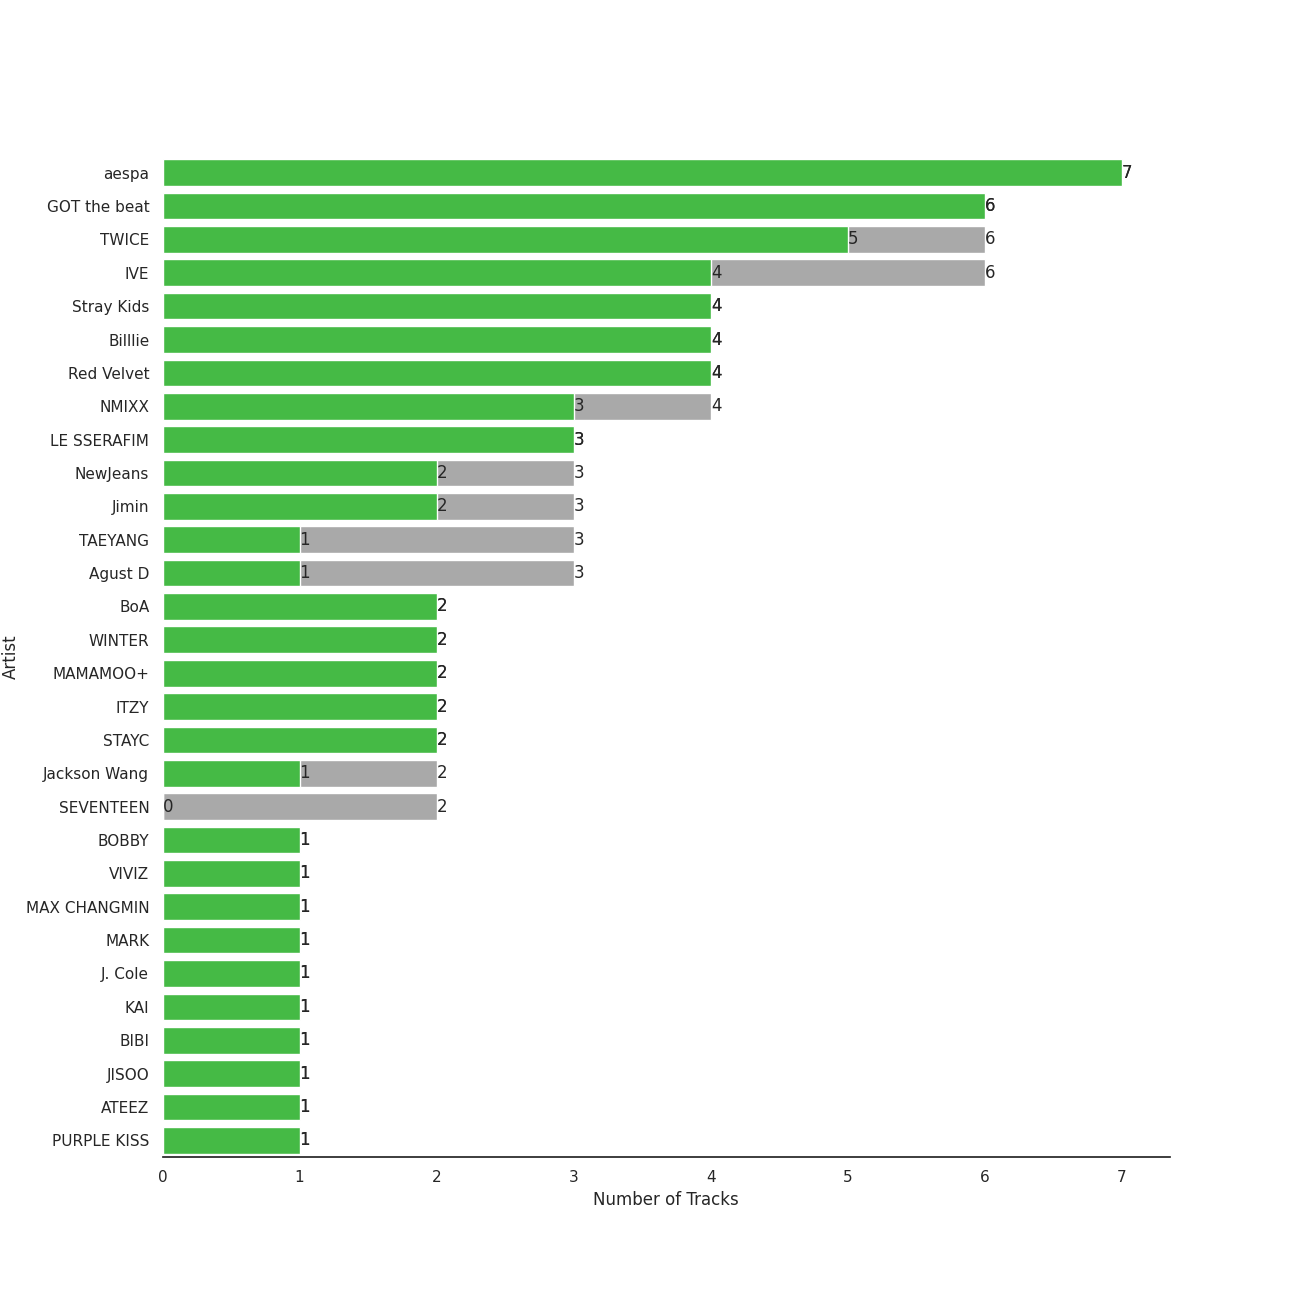 aespa 7
GOT the beat 6
TWICE 5 6
IVE 4 6
Stray Kids 4
Billlie 4
Red Velvet 4
NMIXX 3 4
LE SSERAFIM 3
NewJeans 2 3
Jimin 2 3
TAEYANG 1 3
Agust D 1 3
BoA 2
WINTER 2
MAMAMOO+ 2
ITZY 2
STAYC 2
Jackson Wang 1 2
SEVENTEEN 0 2
BOBBY 1
VIVIZ 1
MAX CHANGMIN 1
MARK 1
J. Cole 1
KAI 1
BIBI 1
JISOO 1
ATEEZ 1
PURPLE KISS 1
0 1 2 3 4 5 6 7
Number of Tracks
Artist